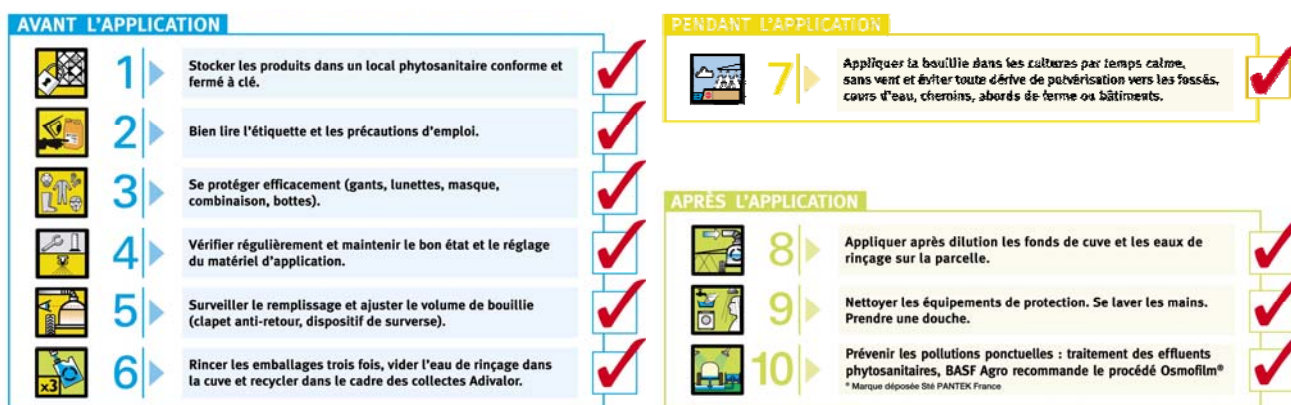 AVANT L'APPLICATION
1
Stocker les produits dans un local phytosanitaire conforme et
fermé à clé.
2
Bien lire l'étiquette et les précautions d'emploi.
3
Se protéger efficacement (gants, lunettes, masque,
combinaison, bottes).
4
Vérifier régulièrement et maintenir le bon état et le réglage
du matériel d'application.
5
Surveiller le remplissage et ajuster le volume de bouillie
(clapet anti-retour, dispositif de surverse).
x3
6
Rincer les emballages trois fois, vider l'eau de rinçage dans
la cuve et recycler dans le cadre des collectes Adivalor.
PENDANT L'APPLICATION
7
Appliquer la bouillie dans les cultures par temps calme,
sans vent et éviter toute dérive de pulvérisation vers les fossés,
cours d'eau, chemins, abords de ferme ou bâtiments.
APRÈS L'APPLICATION
8
Appliquer après dilution les fonds de cuve et les eaux de
rinçage sur la parcelle.
9
Nettoyer les équipements de protection. Se laver les mains.
Prendre une douche.
10
Prévenir les pollutions ponctuelles : traitement des effluents
phytosanitaires, BASF Agro recommande le procédé Osmofilm®
® Marque déposée Sté PANTEK France